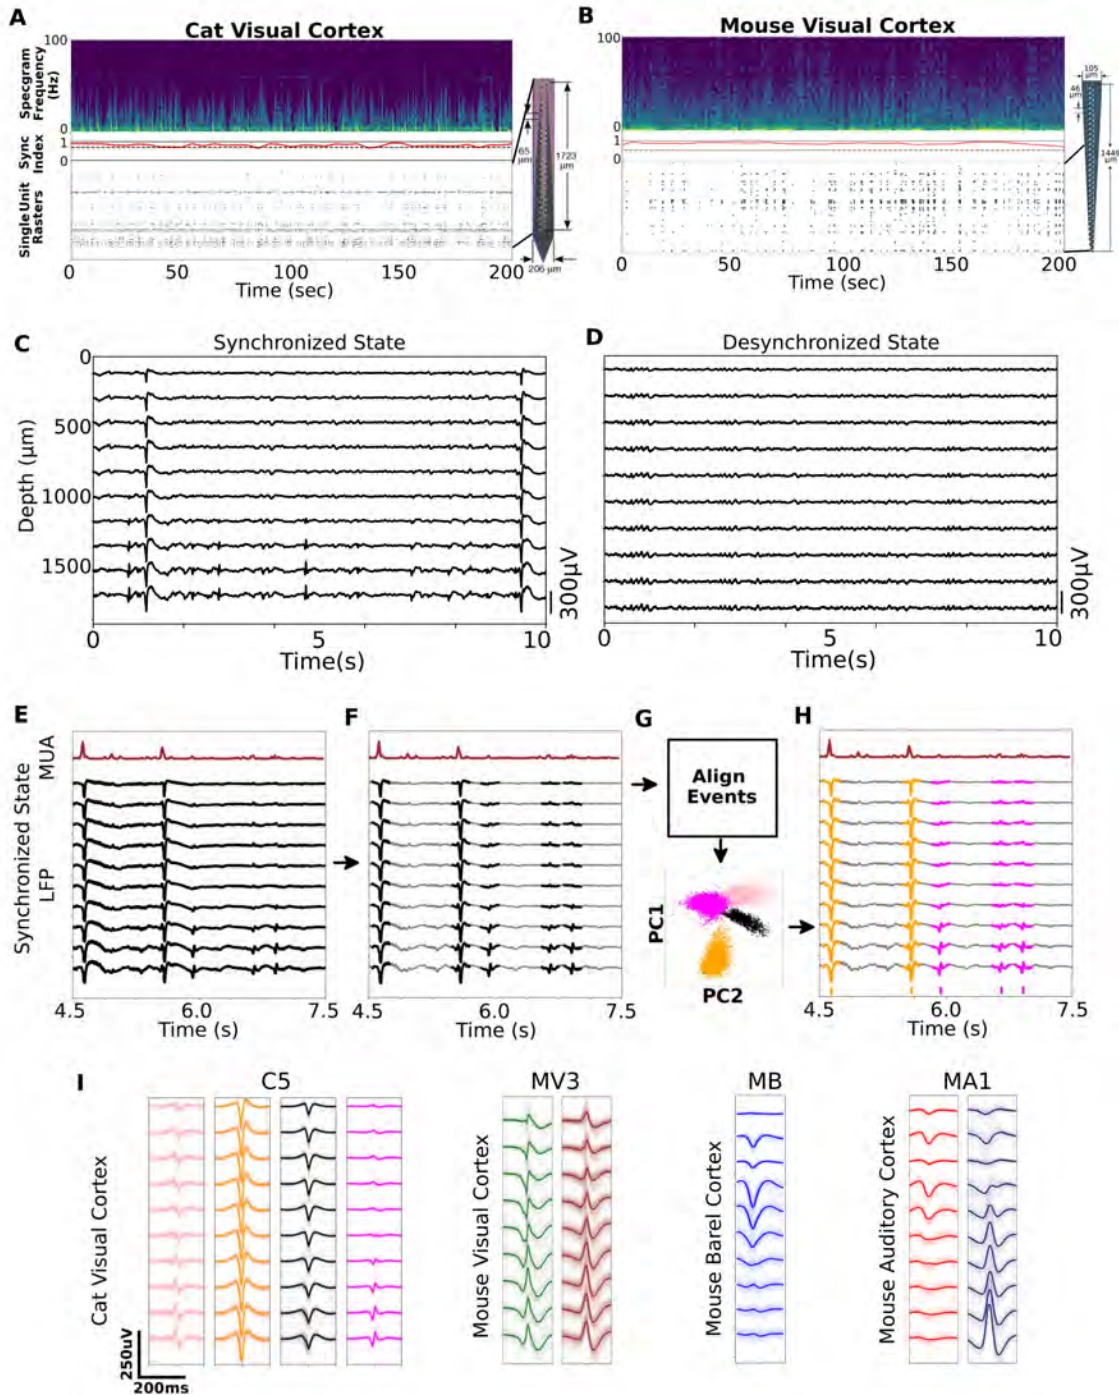 A
Cat Visual Cortex
B
Mouse Visual Cortex
Specgram
Frequency
(Hz)
100
0
Sync
Index
1
0
Single Unit
Rasters
0
50
100
150
200
Time (sec)
65
μm
1723
μm
206 μm
100
0
1
0
0
50
100
150
200
Time (sec)
105
μm
46
μm
1449
μm
C
Synchronized State
D
Desynchronized State
Depth (μm)
0
500
1000
1500
300μV
0
5
10
Time(s)
300μV
0
5
10
Time(s)
E
F
G
H
MUA
LFP
Synchronized State
4.5
6.0
7.5
Time (s)
4.5
6.0
7.5
Time (s)
Align
Events
PC1
PC2
4.5
6.0
7.5
Time (s)
I
C5
MV3
MB
MA1
Cat Visual Cortex
Mouse Visual Cortex
Mouse Barel Cortex
Mouse Auditory Cortex
250uV
200ms